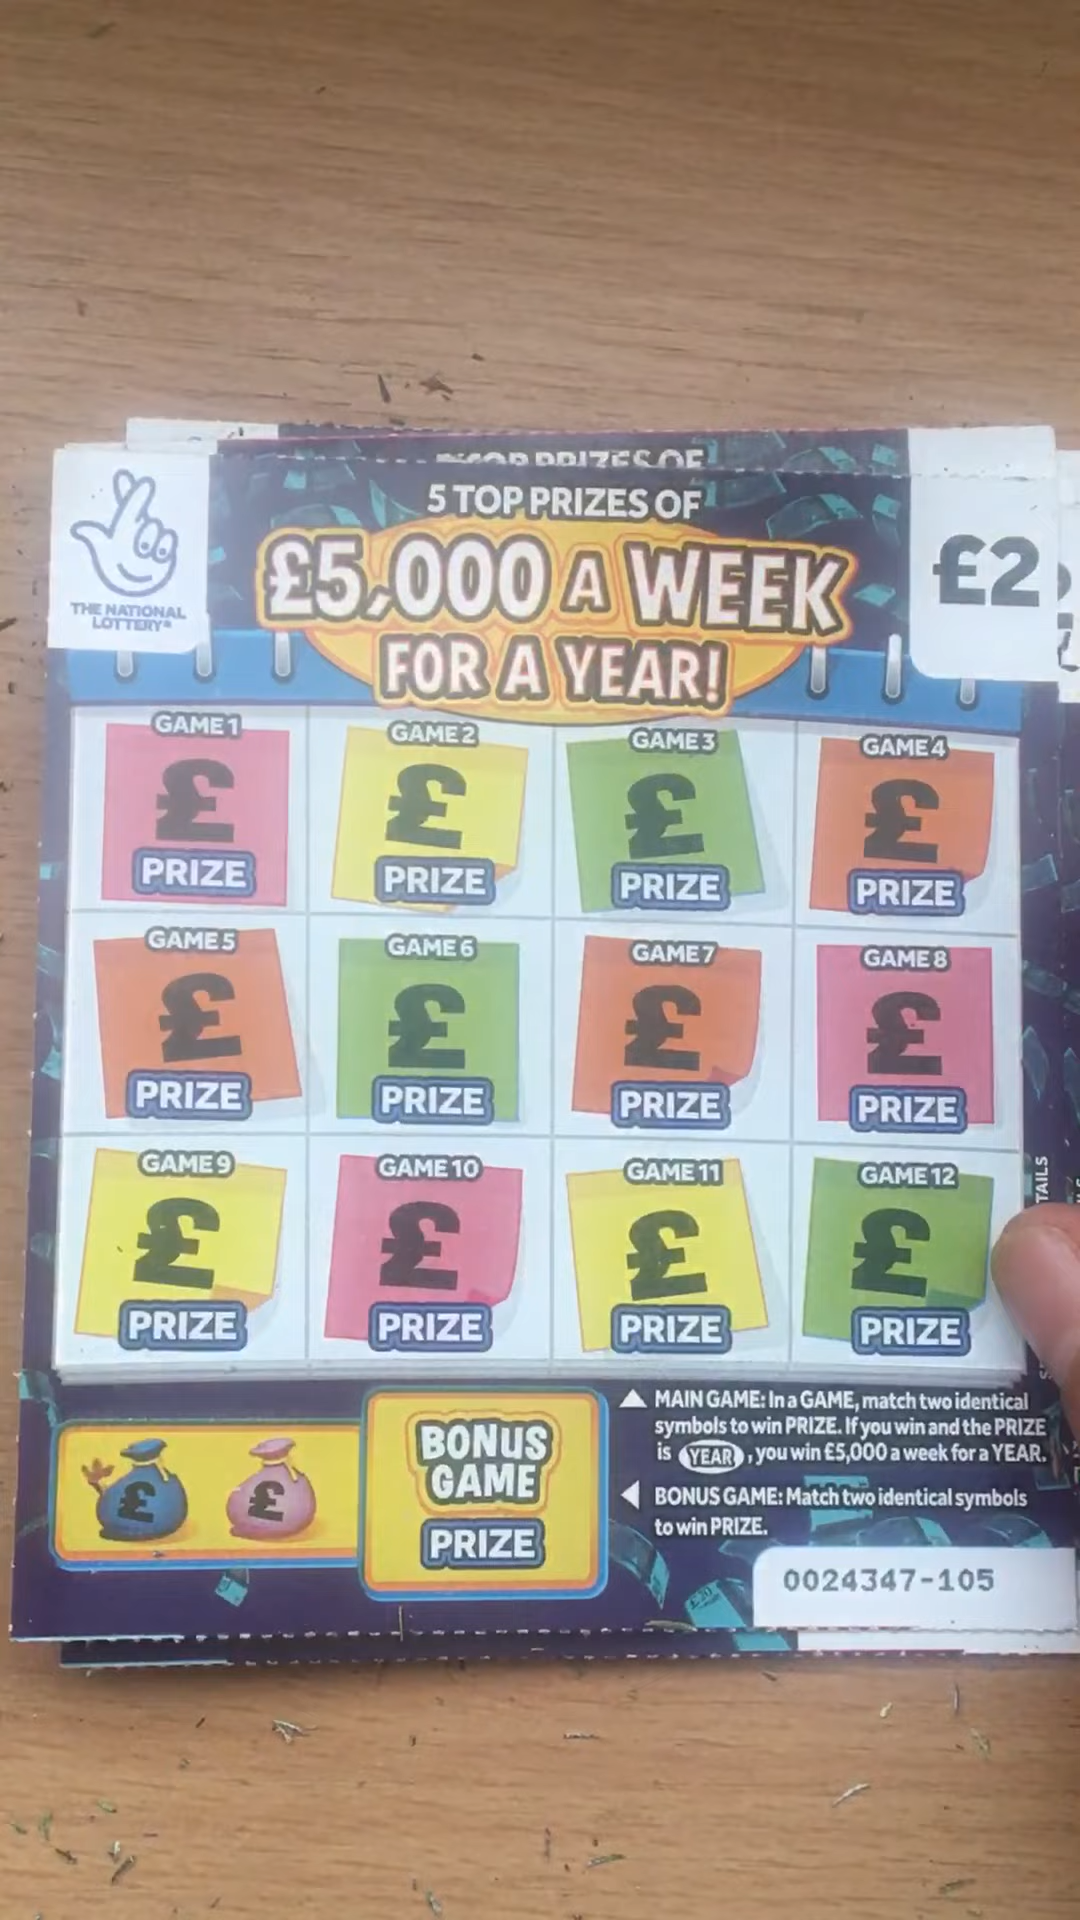 PRIZES OF
5 TOP PRIZES OF
£5,000 A WEEK
FOR A YEAR!
THE NATIONAL
LOTTERY®
£2
GAME 1
£
PRIZE
GAME 2
£
PRIZE
GAME 3
£
PRIZE
GAME 4
£
PRIZE
GAME 5
£
PRIZE
GAME 6
£
PRIZE
GAME 7
£
PRIZE
GAME 8
£
PRIZE
GAME 9
£
PRIZE
GAME 10
£
PRIZE
GAME 11
£
PRIZE
GAME 12
£
PRIZE
£ £
BONUS
GAME
PRIZE
MAIN GAME: In a GAME, match two identical
symbols to win PRIZE. If you win and the PRIZE
is YEAR, you win £5,000 a week for a YEAR.
BONUS GAME: Match two identical symbols
to win PRIZE.
0024347-105
TAILS